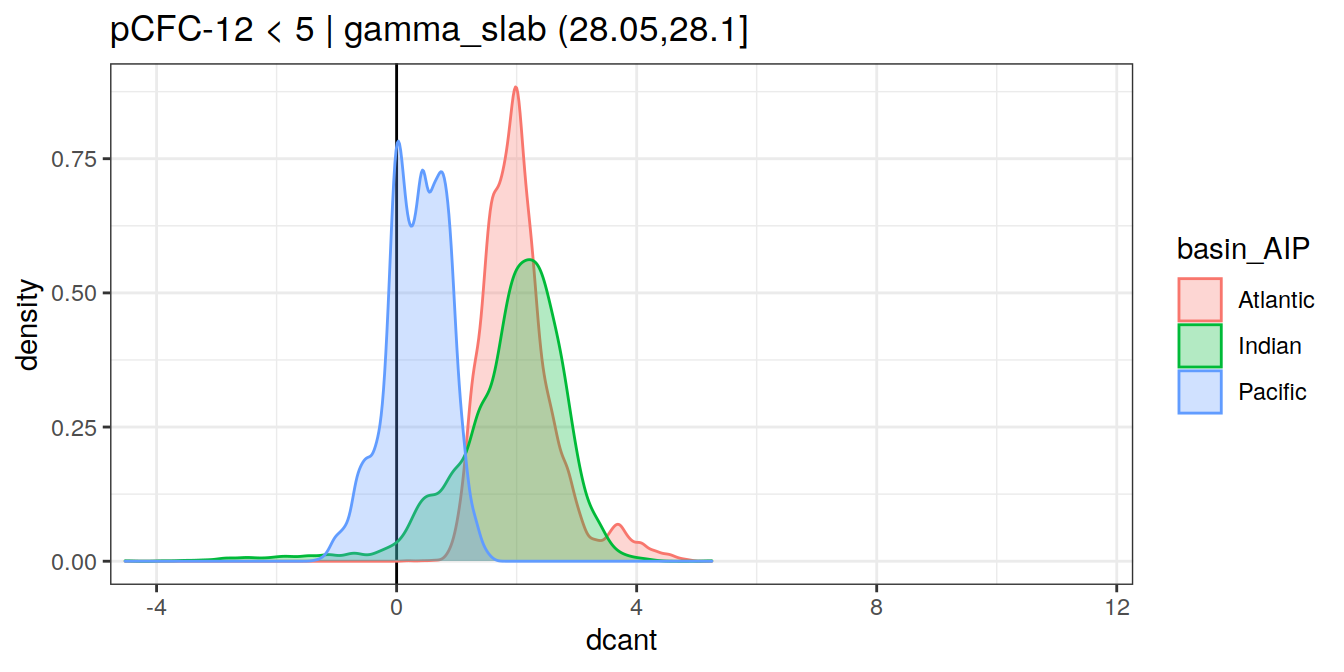 pCFC-12 < 5 | gamma_slab (28.05,28.1]
density
0.75
0.50
0.25
0.00
-4 0 4 8 12
dcant
basin_AIP
Atlantic
Indian
Pacific